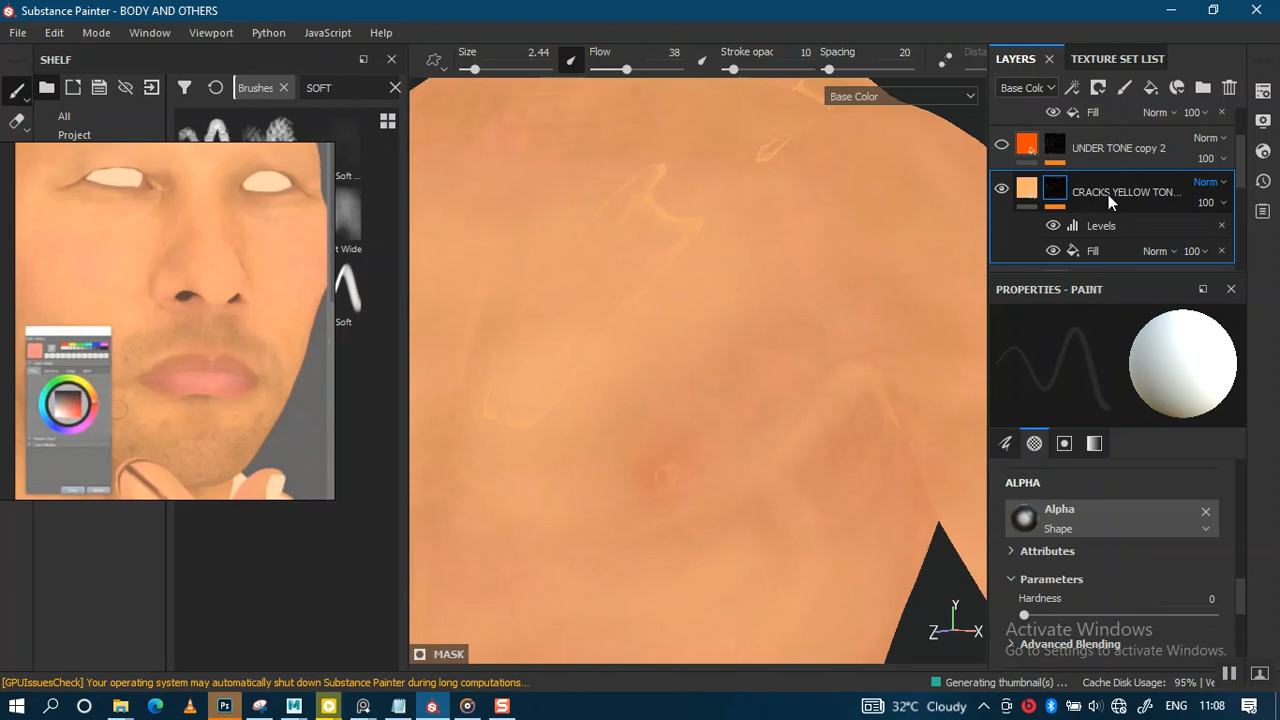 Substance Painter - BODY AND OTHERS
File Edit Mode Window Viewport Python JavaScript Help
SHELF
Size 2.44 Flow 38 Stroke opac 10 Spacing 20 Dista
LAYERS TEXTURE SET LIST
Brushes SOFT
Base Colo
All
Project
Base Color
Fill Norm 100
UNDER TONE copy 2 Norm
100
Soft ...
CRACKS YELLOW TON... Norm
100
Levels
t Wide
Fill Norm 100
PROPERTIES - PAINT
Soft
ALPHA
Alpha
Shape
Attributes
Parameters
Hardness 0
Y
Z X
Activate Windows
Advanced Blending
Go to Settings to activate Windows.
MASK
[GPUIssuesCheck] Your operating system may automatically shut down Substance Painter during long computations...
Generating thumbnail(s) ... Cache Disk Usage: 95% | Ve
Ps
32°C Cloudy
ENG
11:08